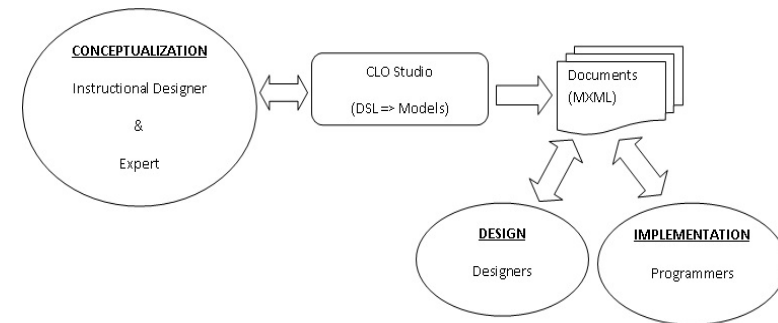 CONCEPTUALIZATION
Instructional Designer
&
Expert
CLO Studio
(DSL => Models)
Documents
(MXML)
DESIGN
Designers
IMPLEMENTATION
Programmers